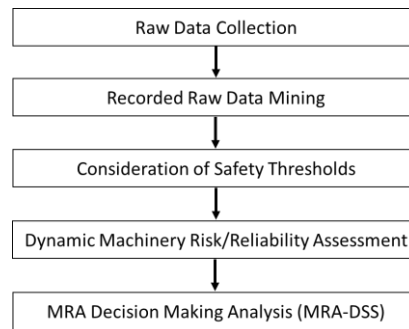 Raw Data Collection
Recorded Raw Data Mining
Consideration of Safety Thresholds
Dynamic Machinery Risk/Reliability Assessment
MRA Decision Making Analysis (MRA-DSS)